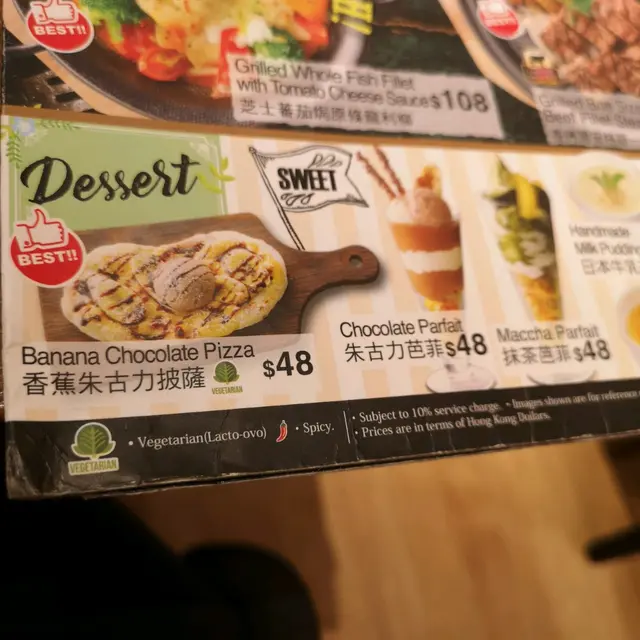 BEST!!
Grilled Whole Fish Fillet
with Tomato Cheese Sauce $108
芝士蕃茄焗原條龍利柳
Dessert
SWEET
BEST!!
Banana Chocolate Pizza
香蕉朱古力披薩
VEGETARIAN
$48
Chocolate Parfait
朱古力芭菲 $48
Maccha Parfait
抹茶芭菲 $48
Handmade
Milk Pudding
日本牛乳
VEGETARIAN
• Vegetarian(Lacto-ovo)
• Spicy.
• Subject to 10% service charge. • Images shown are for reference
• Prices are in terms of Hong Kong Dollars.